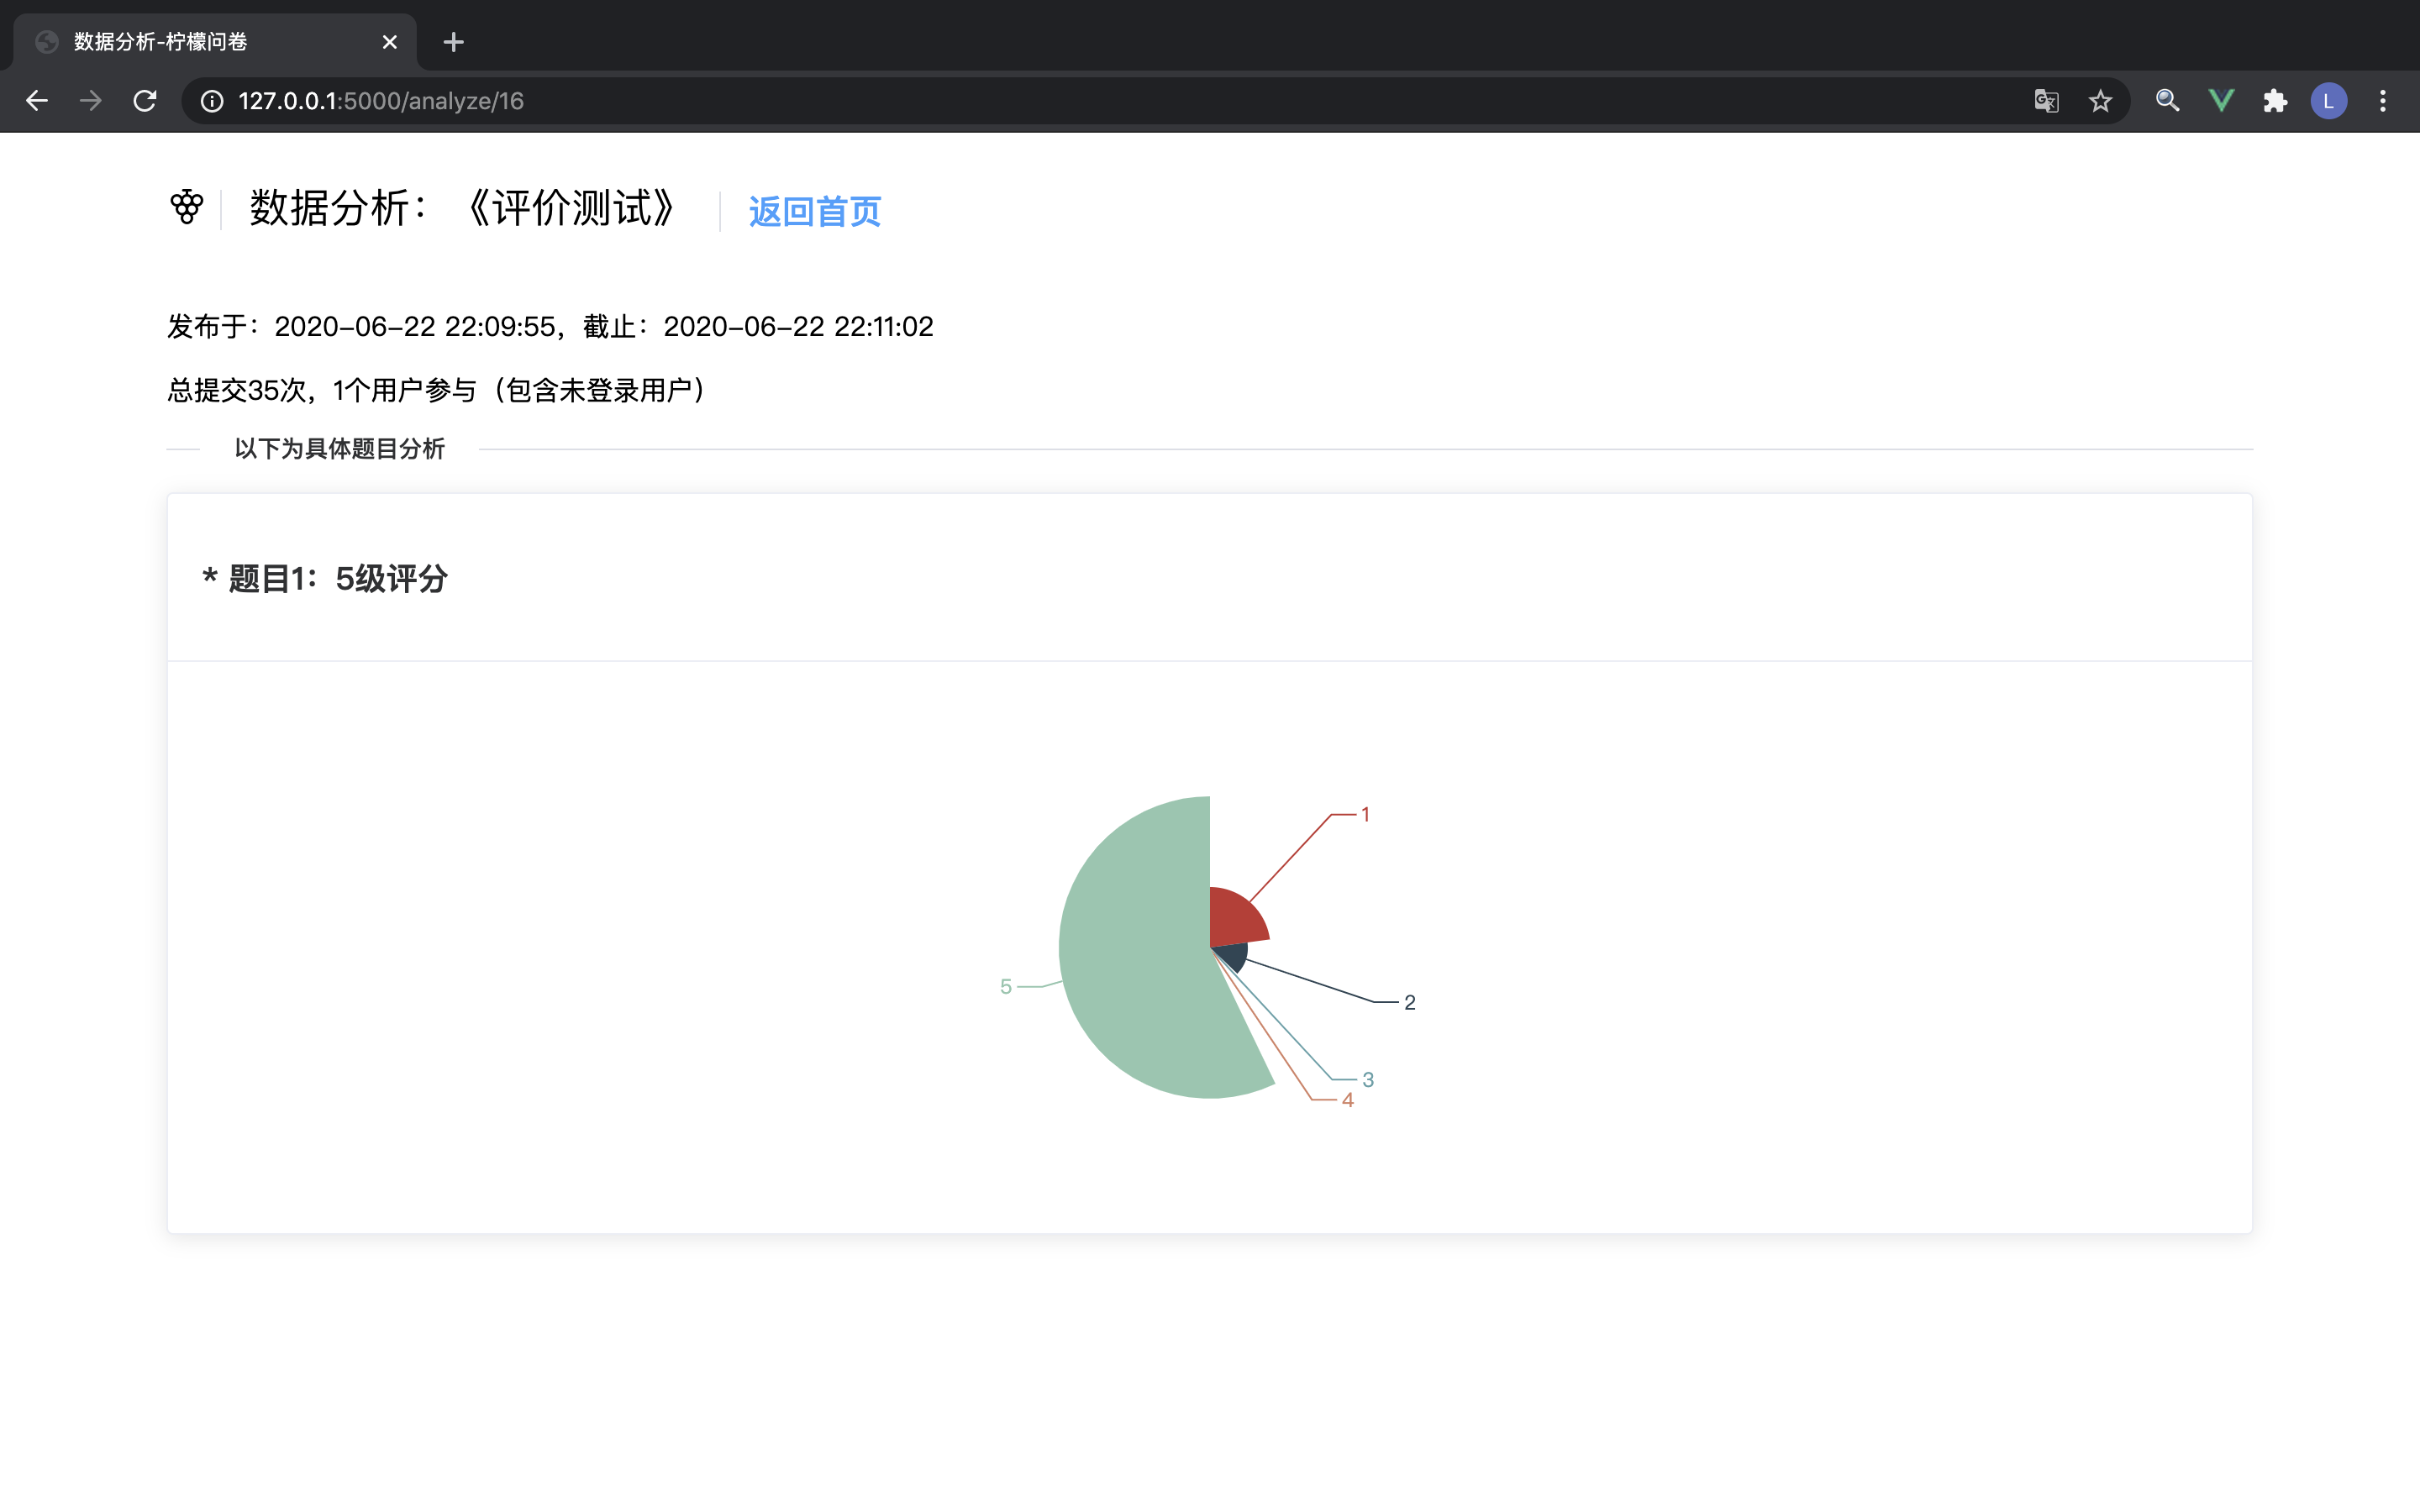 数据分析-柠檬问卷
127.0.0.1:5000/analyze/16
L
数据分析：《评价测试》
返回首页
发布于：2020-06-22 22:09:55，截止：2020-06-22 22:11:02
总提交35次，1个用户参与（包含未登录用户）
以下为具体题目分析
* 题目1：5级评分
1
5
2
3
4